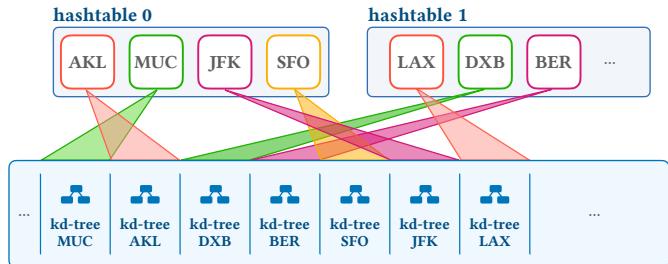 hashtable 0 hashtable 1
AKL MUC JFK SFO LAX DXB BER ...
... kd-tree kd-tree kd-tree kd-tree kd-tree kd-tree kd-tree ...
MUC AKL DXB BER SFO JFK LAX